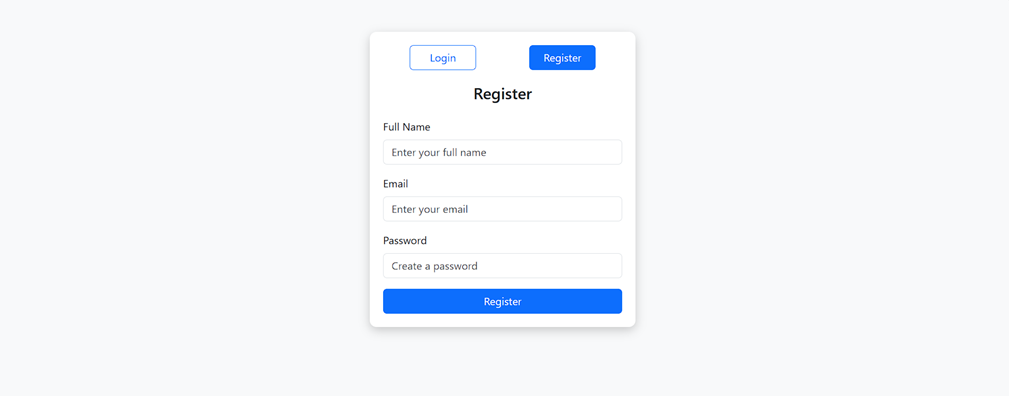 Login Register
Register
Full Name
Enter your full name
Email
Enter your email
Password
Create a password
Register